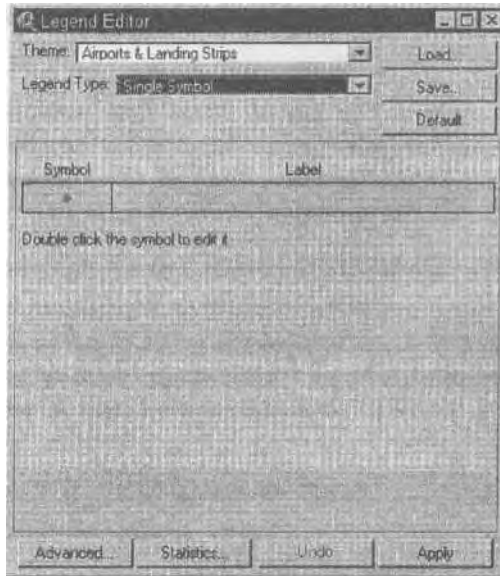 Legend Editor
Theme: Airports & Landing Strips
Load...
Legend Type: Single Symbol
Save...
Default
Symbol Label
Double click the symbol to edit it
Advanced... Statistics... Undo Apply